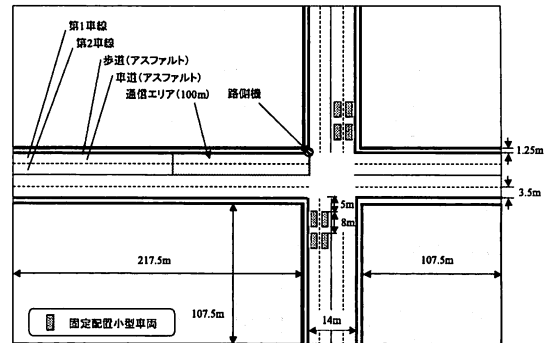 第1車線
第2車線
歩道(アスファルト)
車道(アスファルト)
通信エリア(100m)
路側機
1.25m
3.5m
5m
8m
217.5m
107.5m
107.5m
14m
固定配置小型車両